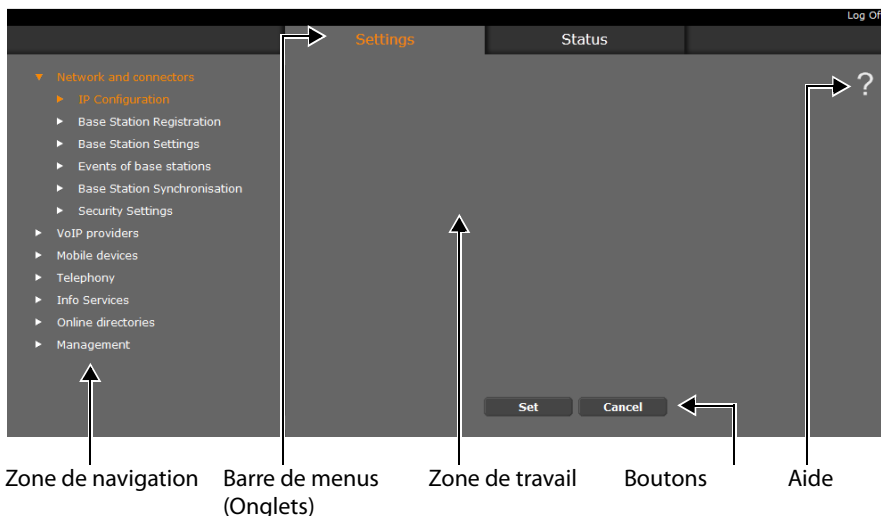 Log Of
Settings
Status
Network and connectors
IP Configuration
Base Station Registration
Base Station Settings
Events of base stations
Base Station Synchronisation
Security Settings
VoIP providers
Mobile devices
Telephony
Info Services
Online directories
Management
?
Set
Cancel
Zone de navigation
Barre de menus
(Onglets)
Zone de travail
Boutons
Aide